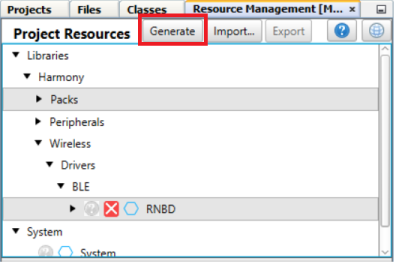 Projects Files Classes Resource Management [M... ×
Project Resources Generate Import... Export ?
Libraries
Harmony
Packs
Peripherals
Wireless
Drivers
BLE
RNBD
System
System